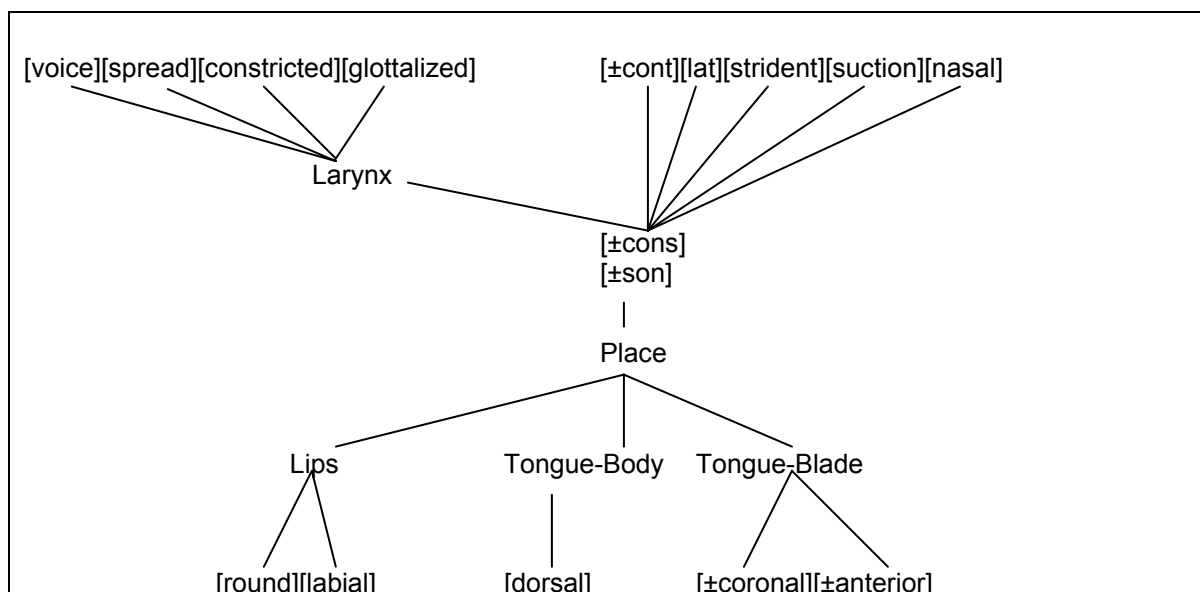 [voice][spread][constricted][glottalized] [±cont][lat][strident][suction][nasal]
Larynx
[±cons]
[±son]
Place
Lips Tongue-Body Tongue-Blade
[round][labial] [dorsal] [±coronal][±anterior]